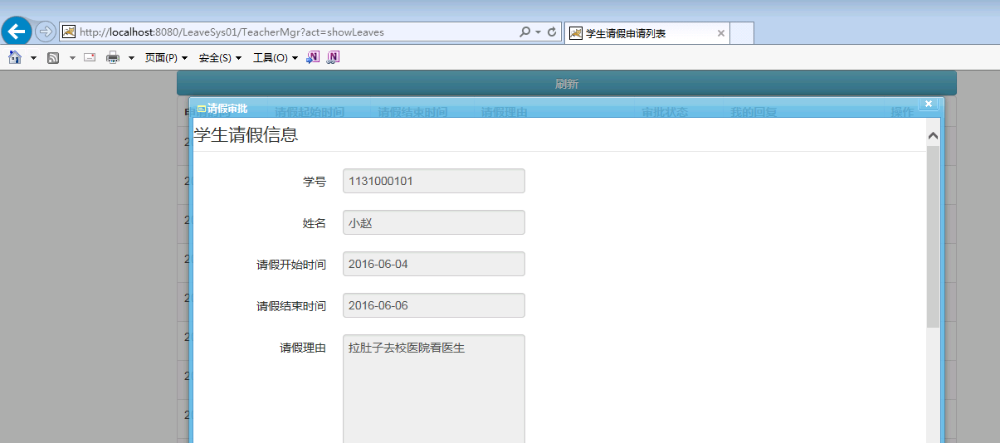 http://localhost:8080/LeaveSys01/TeacherMgr?act=showLeaves
学生请假申请列表
页面(P) 安全(S) 工具(O)
刷新
请假审批
请假起始时间 请假结束时间 请假理由 审批状态 我的回复 操作
学生请假信息
学号 1131000101
姓名 小赵
请假开始时间 2016-06-04
请假结束时间 2016-06-06
请假理由 拉肚子去校医院看医生